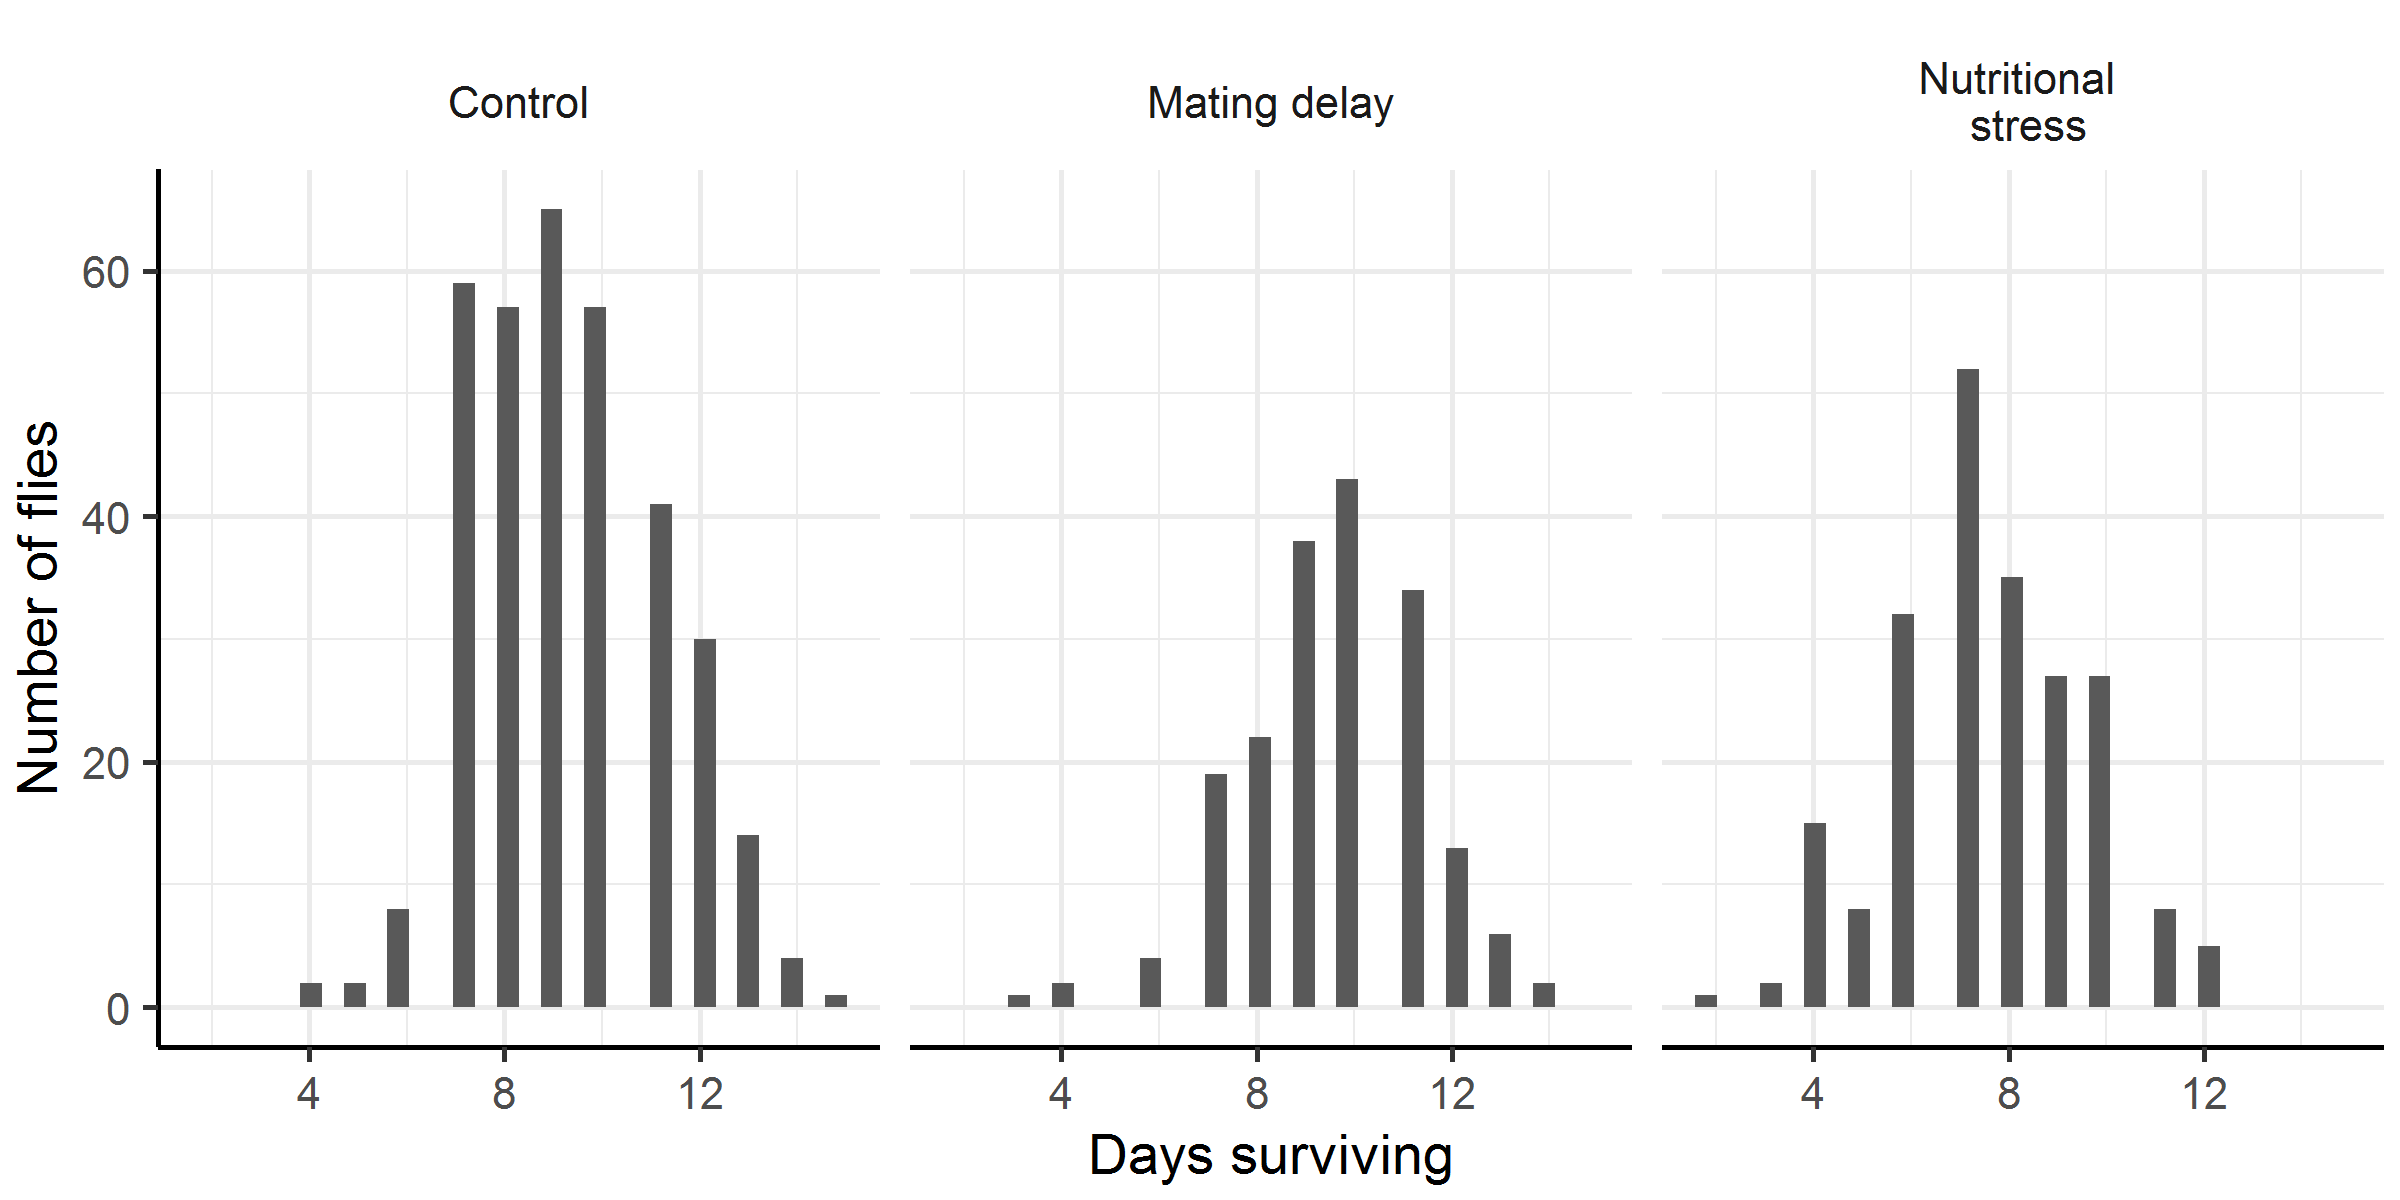 Control
Mating delay
Nutritional
stress
Number of flies
60
40
20
0
4 8 12
4 8 12
4 8 12
Days surviving